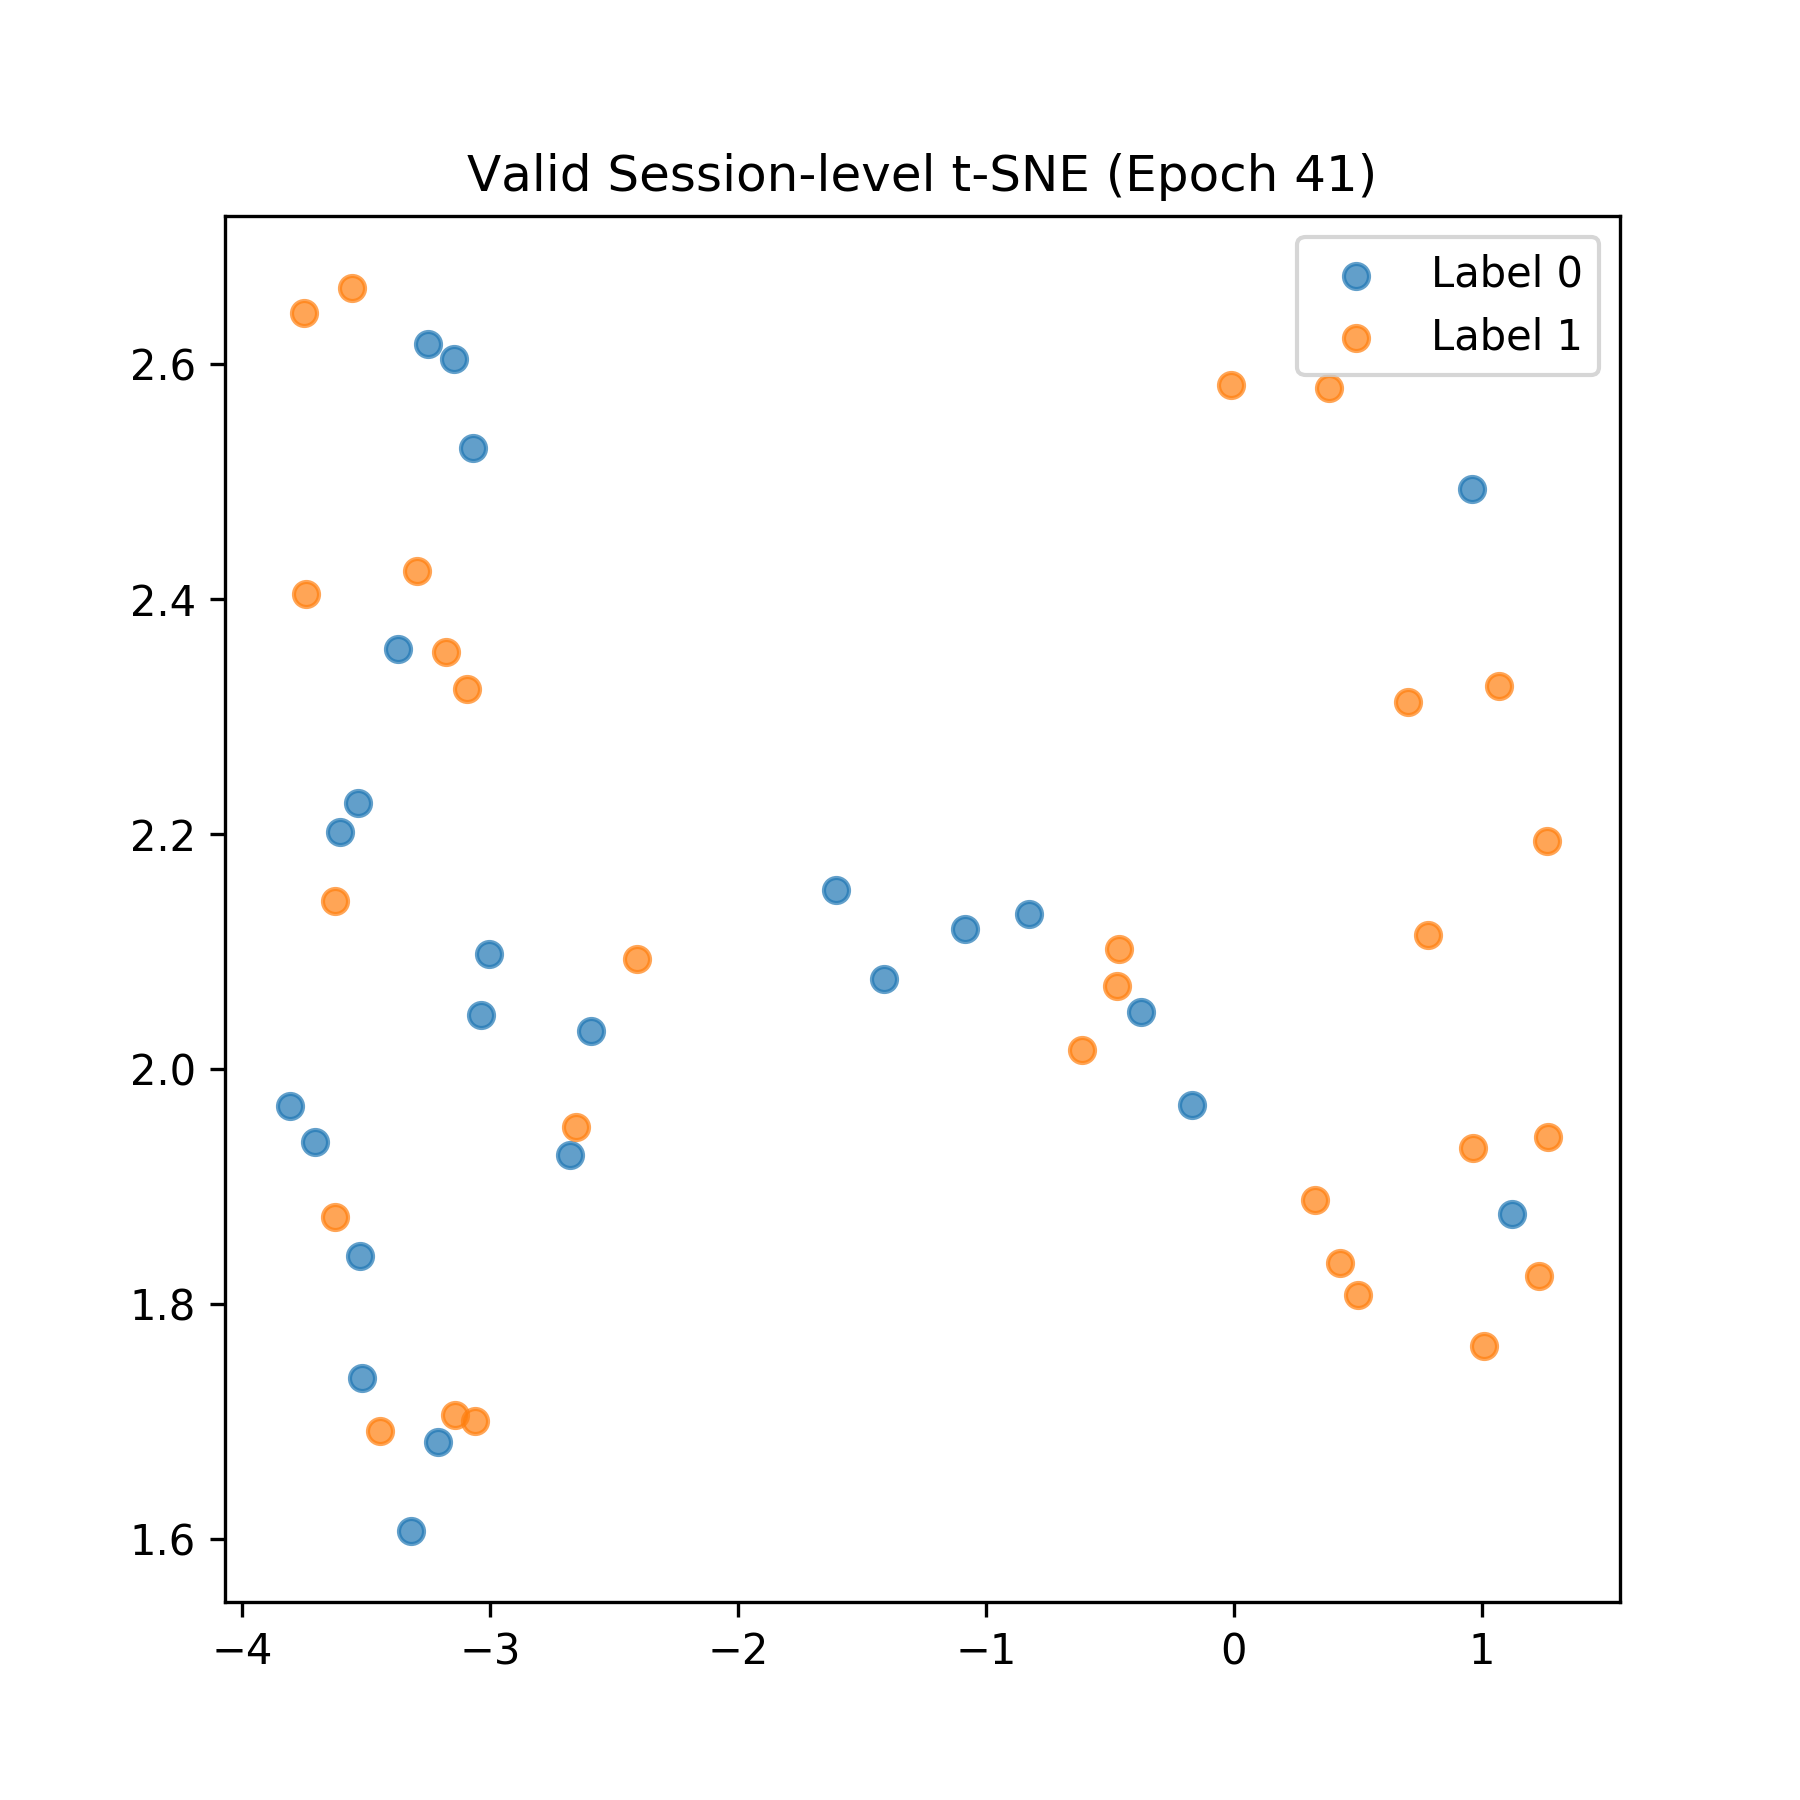 Valid Session-level t-SNE (Epoch 41)
Label 0
Label 1
2.6
2.4
2.2
2.0
1.8
1.6
−4 −3 −2 −1 0 1